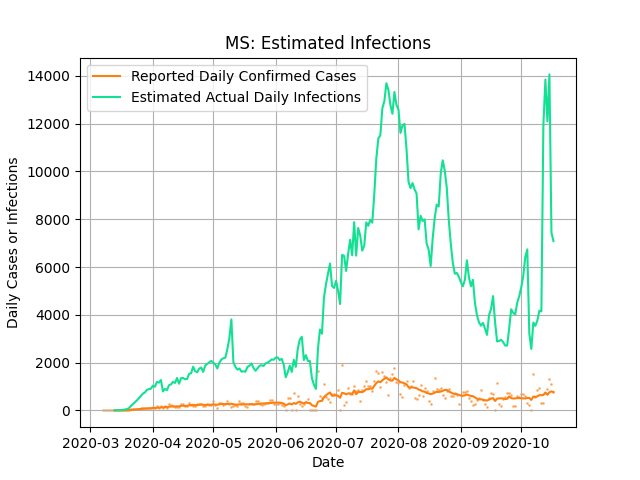 MS: Estimated Infections
Reported Daily Confirmed Cases
Estimated Actual Daily Infections
Daily Cases or Infections
14000
12000
10000
8000
6000
4000
2000
0
2020-03 2020-04 2020-05 2020-06 2020-07 2020-08 2020-09 2020-10
Date